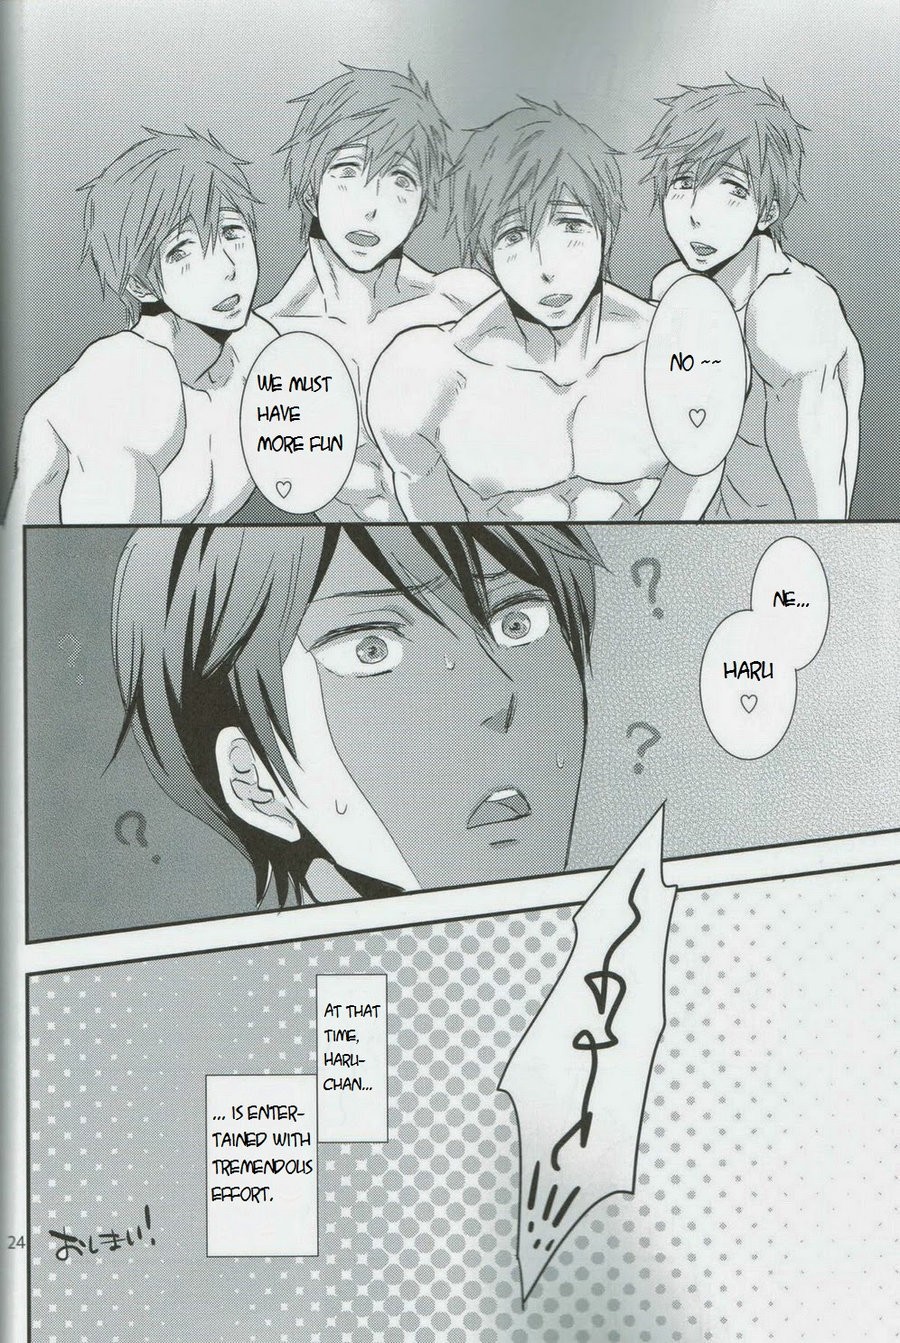 NO ~~
♡
WE MUST
HAVE
MORE FUN
♡
NE...
HARU
♡
?
?
?
AT THAT
TIME,
HARU-
CHAN...
... IS ENTER-
TAINED WITH
TREMENDOUS
EFFORT.
おしまい!
24